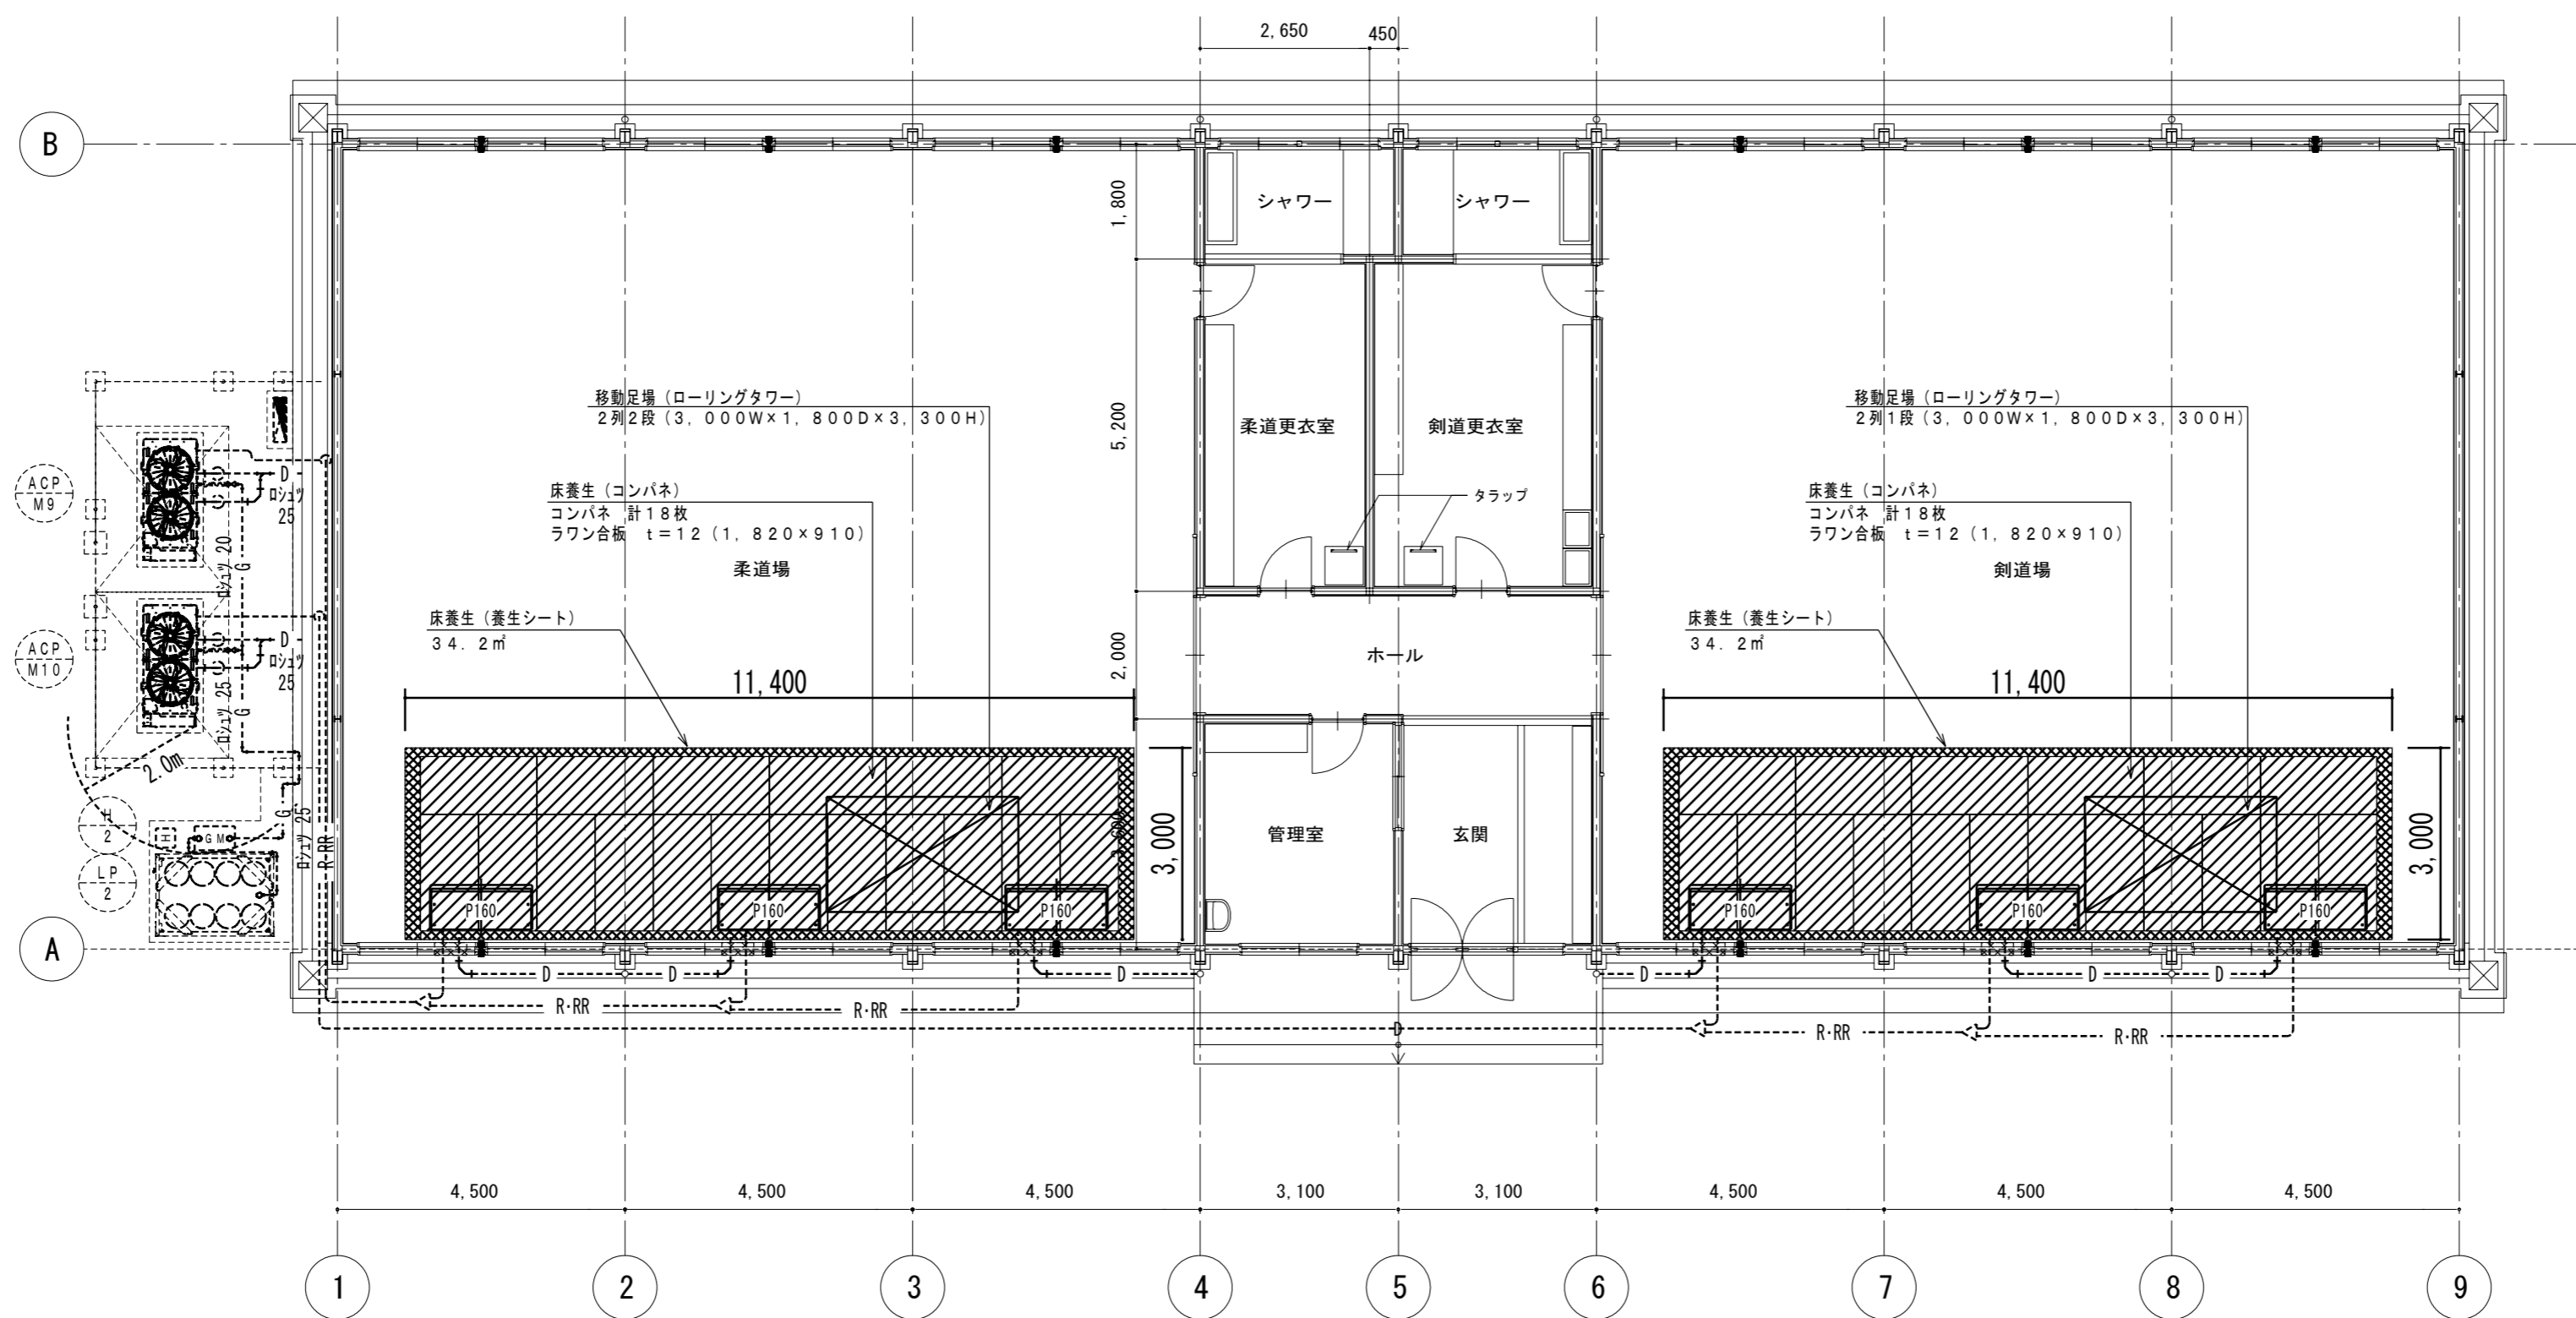 2,650
450
B
1,800
シャワー
シャワー
移動足場（ローリングタワー）
２列２段（３，０００W×１，８００D×３，３００H）
5,200
柔道更衣室
剣道更衣室
移動足場（ローリングタワー）
２列１段（３，０００W×１，８００D×３，３００H）
ACP
M9
D
ロシュツ
25
ロシュツ 20
G
床養生（コンパネ）
コンパネ　計１８枚
ラワン合板　ｔ＝１２（１，８２０×９１０）
柔道場
タラップ
床養生（コンパネ）
コンパネ　計１８枚
ラワン合板　ｔ＝１２（１，８２０×９１０）
剣道場
床養生（養生シート）
３４．２㎡
床養生（養生シート）
３４．２㎡
ACP
M10
D
ロシュツ
25
ロシュツ 25
G
2,000
ホール
11,400
11,400
2.0m
H
2
G
H
GM
ロシュツ 25
R･RR
LP
2
3,600
3,000
管理室
玄関
3,000
P160
P160
P160
P160
P160
P160
A
D
D
D
D
D
D
R･RR
R･RR
D
R･RR
R･RR
4,500
4,500
4,500
3,100
3,100
4,500
4,500
4,500
1
2
3
4
5
6
7
8
9